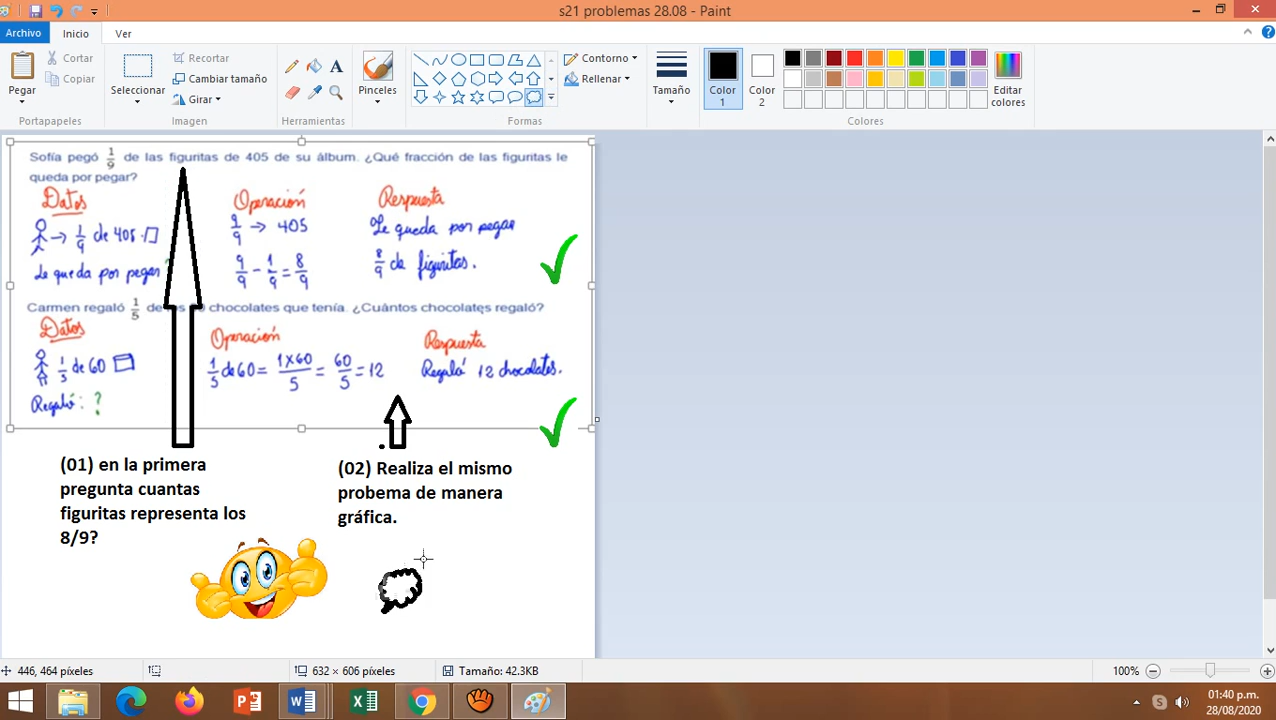 s21 problemas 28.08 - Paint
Archivo Inicio Ver
Pegar
Cortar
Copiar
Portapapeles
Seleccionar
Recortar
Cambiar tamaño
Girar
Imagen
Herramientas
Pinceles
Contorno
Rellenar
Formas
Tamaño
Color 1
Color 2
Editar colores
Colores
Sofía pegó 1/9 de las figuritas de 405 de su álbum. ¿Qué fracción de las figuritas le
queda por pegar?
Datos Operación Respuesta
→ 1/9 de 405
Le queda por pegar
9/9 → 405
9/9 - 1/9 = 8/9
Le queda por pegar
8/9 de figuritas.
Carmen regaló 1/5 de chocolates que tenía. ¿Cuántos chocolates regaló?
Datos Operación Respuesta
1/5 de 60
Regaló: ?
1/5 de 60 = 1x60/5 = 60/5 = 12
Regaló 12 chocolates.
(01) en la primera
pregunta cuantas
figuritas representa los
8/9?
(02) Realiza el mismo
probema de manera
gráfica.
446, 464 píxeles 632 × 606 píxeles Tamaño: 42.3KB 100%
01:40 p.m.
28/08/2020